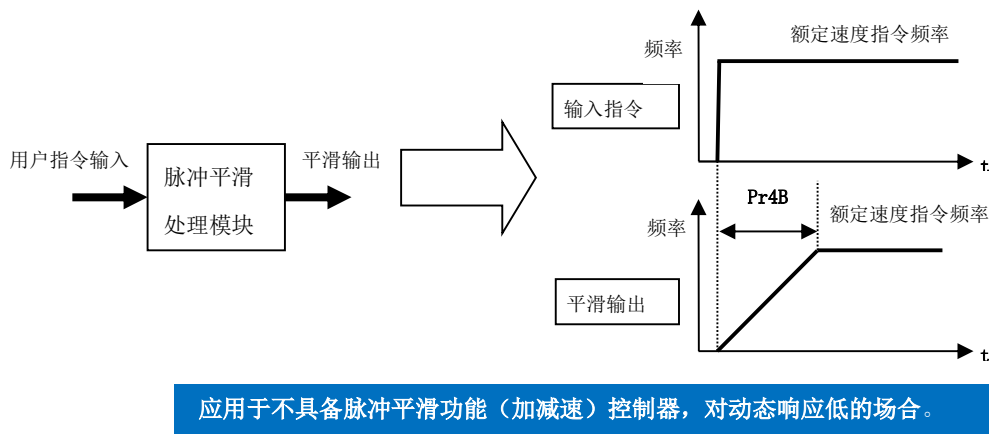 用户指令输入
脉冲平滑
处理模块
平滑输出
频率
额定速度指令频率
输入指令
t
Pr4B
频率
额定速度指令频率
平滑输出
t
应用于不具备脉冲平滑功能（加减速）控制器，对动态响应低的场合。